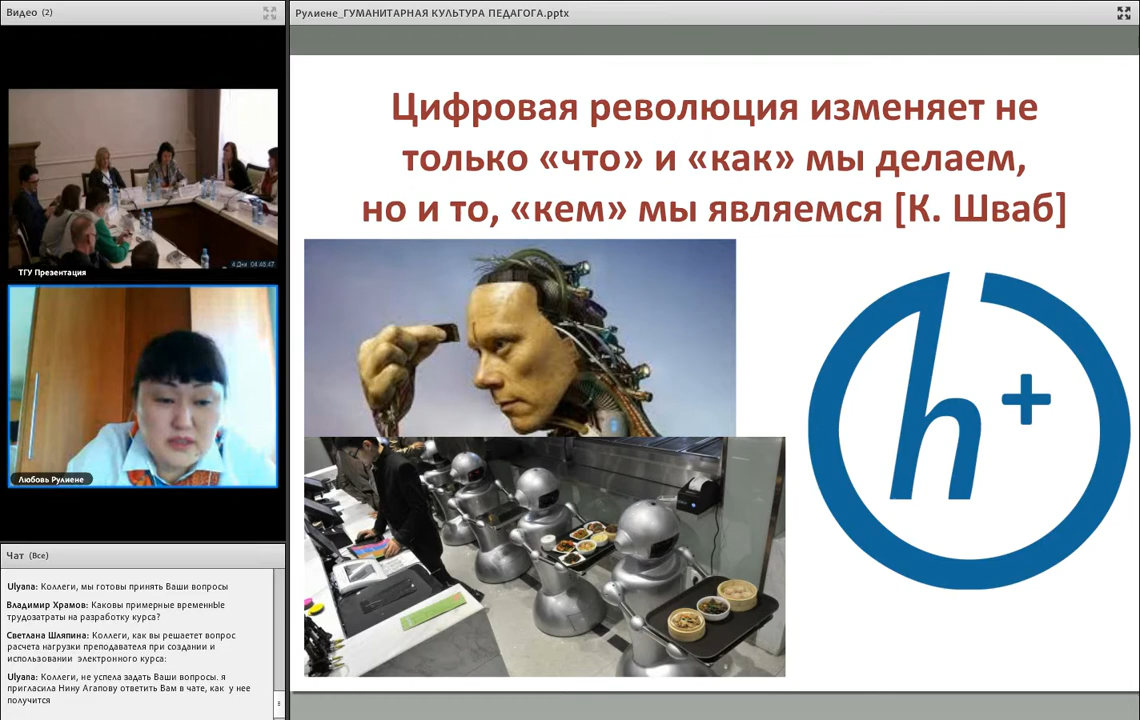 Видео (2)
Рулиене_ГУМАНИТАРНАЯ КУЛЬТУРА ПЕДАГОГА.pptx
ТГУ Презентация
Любовь Рулиене
Чат (Все)
Ulyana: Коллеги, мы готовы принять Ваши вопросы
Владимир Храмов: Каковы примерные временнЫе
трудозатраты на разработку курса?
Светлана Шляпина: Коллеги, как вы решаетет вопрос
расчета нагрузки преподавателя при создании и
использовании электронного курса:
Ulyana: Коллеги, не успела задать Ваши вопросы. я
пригласила Нину Агапову ответить Вам в чате, как у нее
получится
Цифровая революция изменяет не
только «что» и «как» мы делаем,
но и то, «кем» мы являемся [К. Шваб]
h+